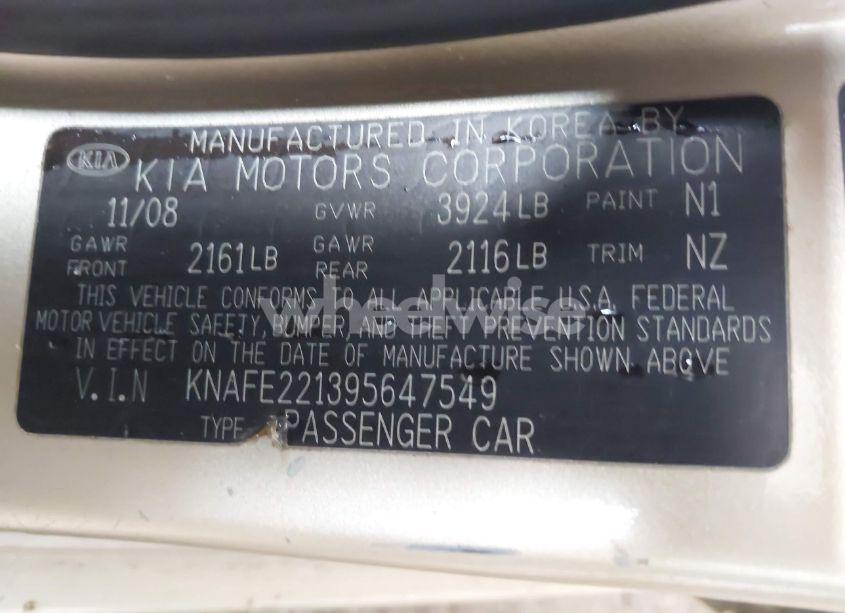 MANUFACTURED IN KOREA BY
KIA KIA MOTORS CORPORATION
11/08 GVWR 3924LB PAINT N1
GAWR FRONT 2161LB GAWR REAR 2116LB TRIM NZ
THIS VEHICLE CONFORMS TO ALL APPLICABLE U.S.A. FEDERAL
MOTOR VEHICLE SAFETY, BUMPER, AND THEFT PREVENTION STANDARDS
IN EFFECT ON THE DATE OF MANUFACTURE SHOWN ABOVE
V.I.N KNAFE221395647549
TYPE PASSENGER CAR
wheelwise